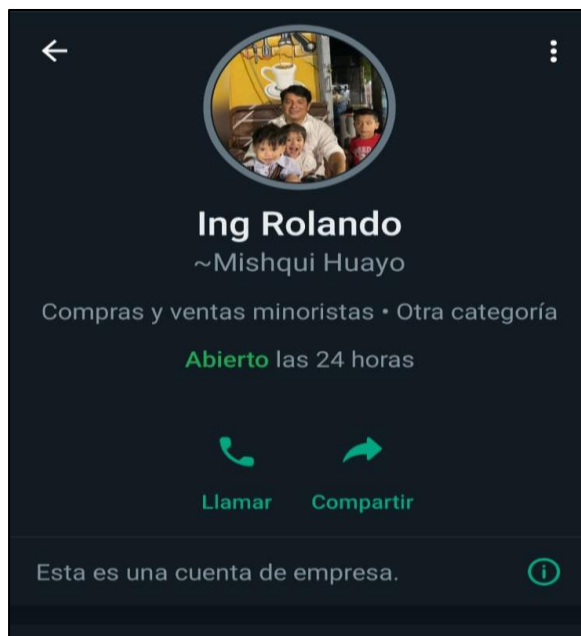 Ing Rolando
~Mishqui Huayo
Compras y ventas minoristas • Otra categoría
Abierto las 24 horas
Llamar Compartir
Esta es una cuenta de empresa.